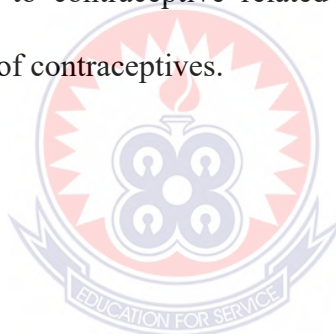 to contraceptive related
of contraceptives.
EDUCATION FOR SERVICE